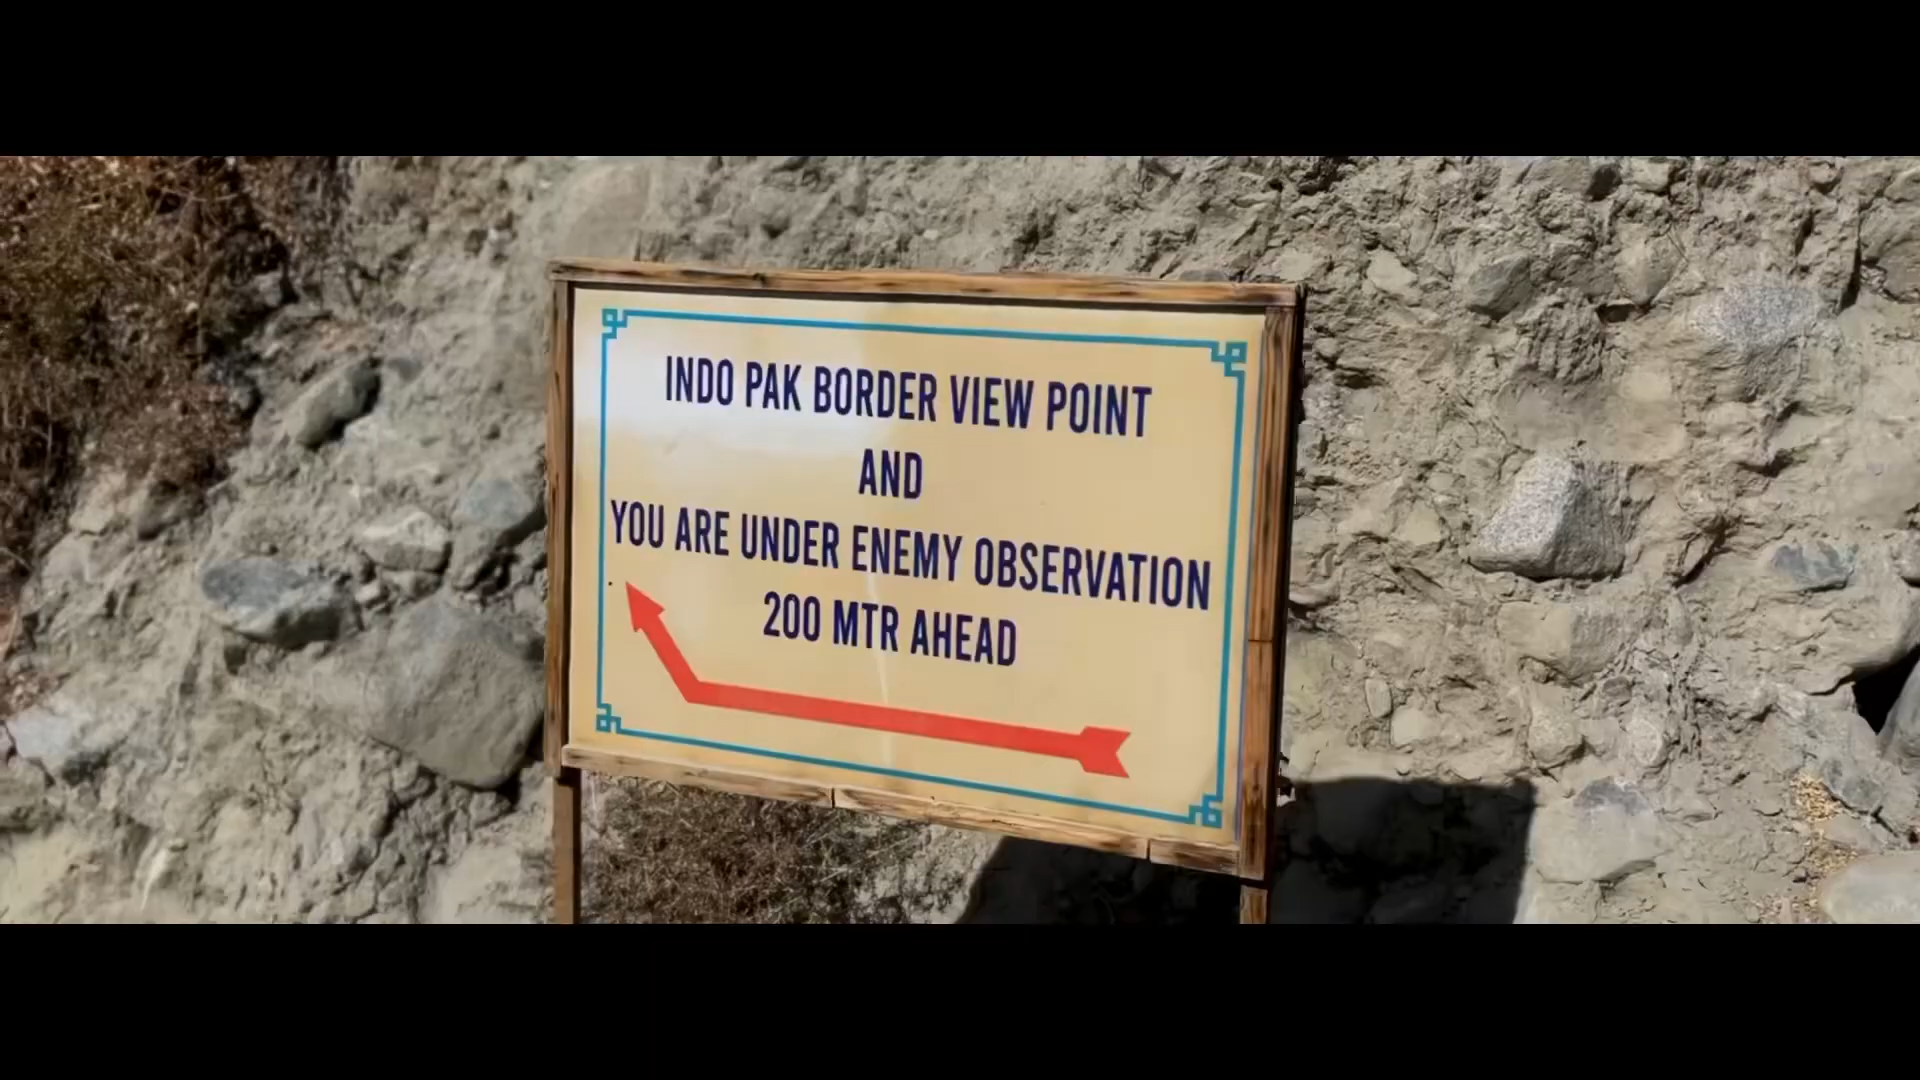 INDO PAK BORDER VIEW POINT
AND
YOU ARE UNDER ENEMY OBSERVATION
200 MTR AHEAD